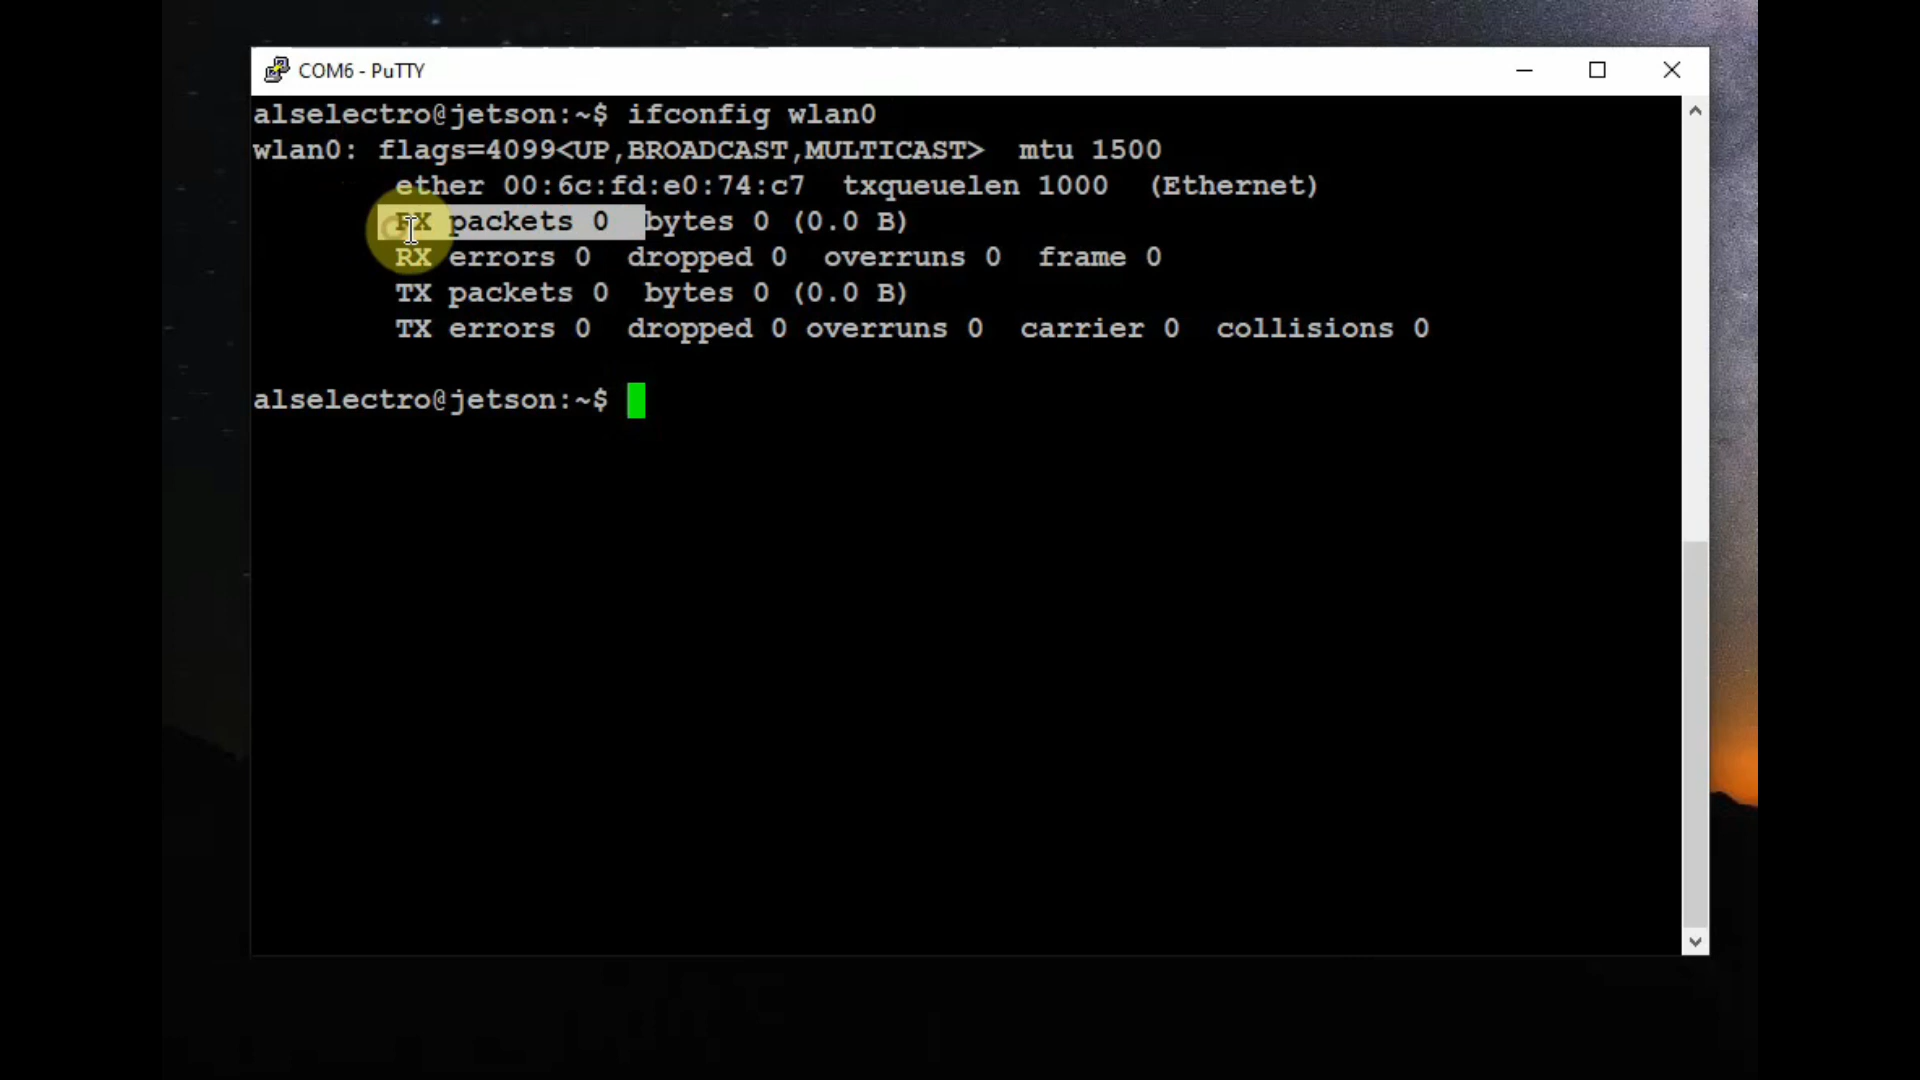 COM6 - PuTTY
alselectro@jetson:~$ ifconfig wlan0
wlan0: flags=4099<UP,BROADCAST,MULTICAST>  mtu 1500
ether 00:6c:fd:e0:74:c7  txqueuelen 1000  (Ethernet)
RX packets 0  bytes 0 (0.0 B)
RX errors 0  dropped 0  overruns 0  frame 0
TX packets 0  bytes 0 (0.0 B)
TX errors 0  dropped 0 overruns 0  carrier 0  collisions 0
alselectro@jetson:~$